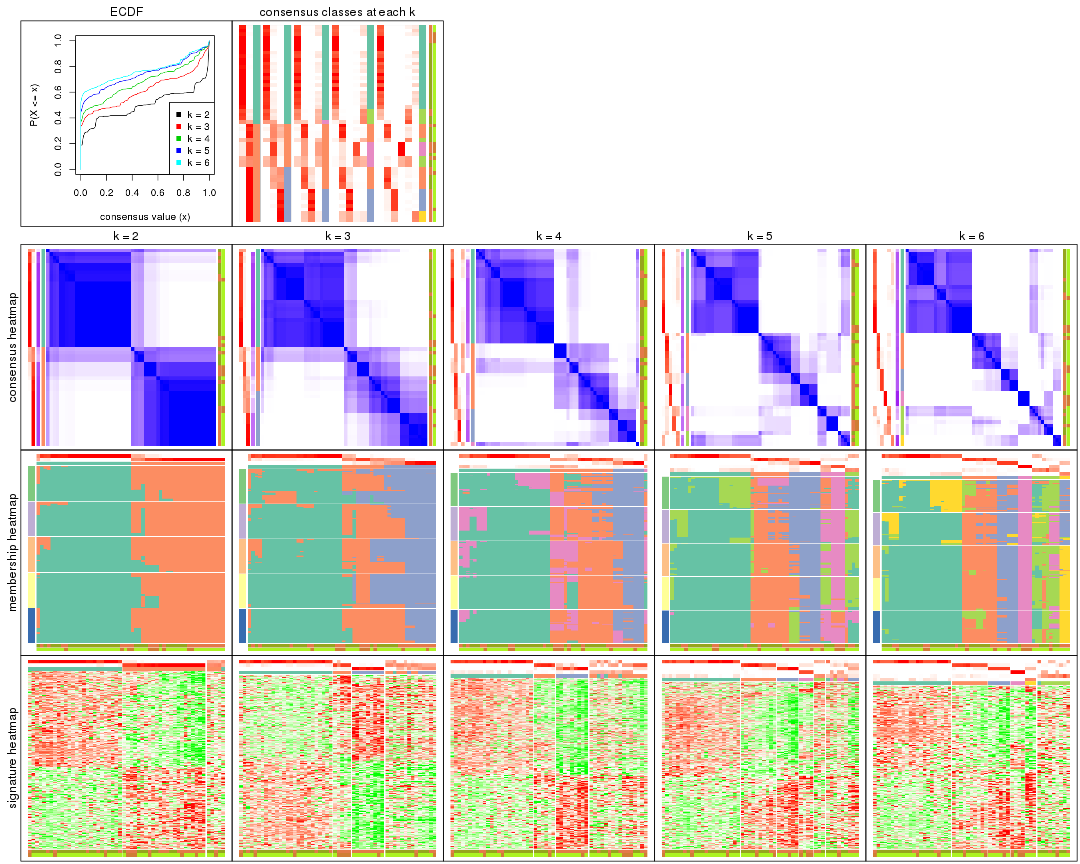 ECDF
consensus classes at each k
P(X <= x)
0.0 0.2 0.4 0.6 0.8 1.0
k = 2
k = 3
k = 4
k = 5
k = 6
0.0 0.2 0.4 0.6 0.8 1.0
consensus value (x)
k = 2 k = 3 k = 4 k = 5 k = 6
consensus heatmap
membership heatmap
signature heatmap